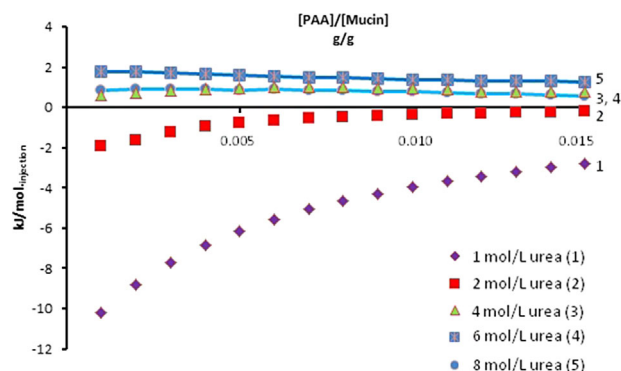 [PAA]/[Mucin]
g/g
4
2
0
-2
-4
-6
-8
-10
-12
kJ/mol.injection
0.005
0.010
0.015
5
3, 4
2
1
1 mol/L urea (1)
2 mol/L urea (2)
4 mol/L urea (3)
6 mol/L urea (4)
8 mol/L urea (5)